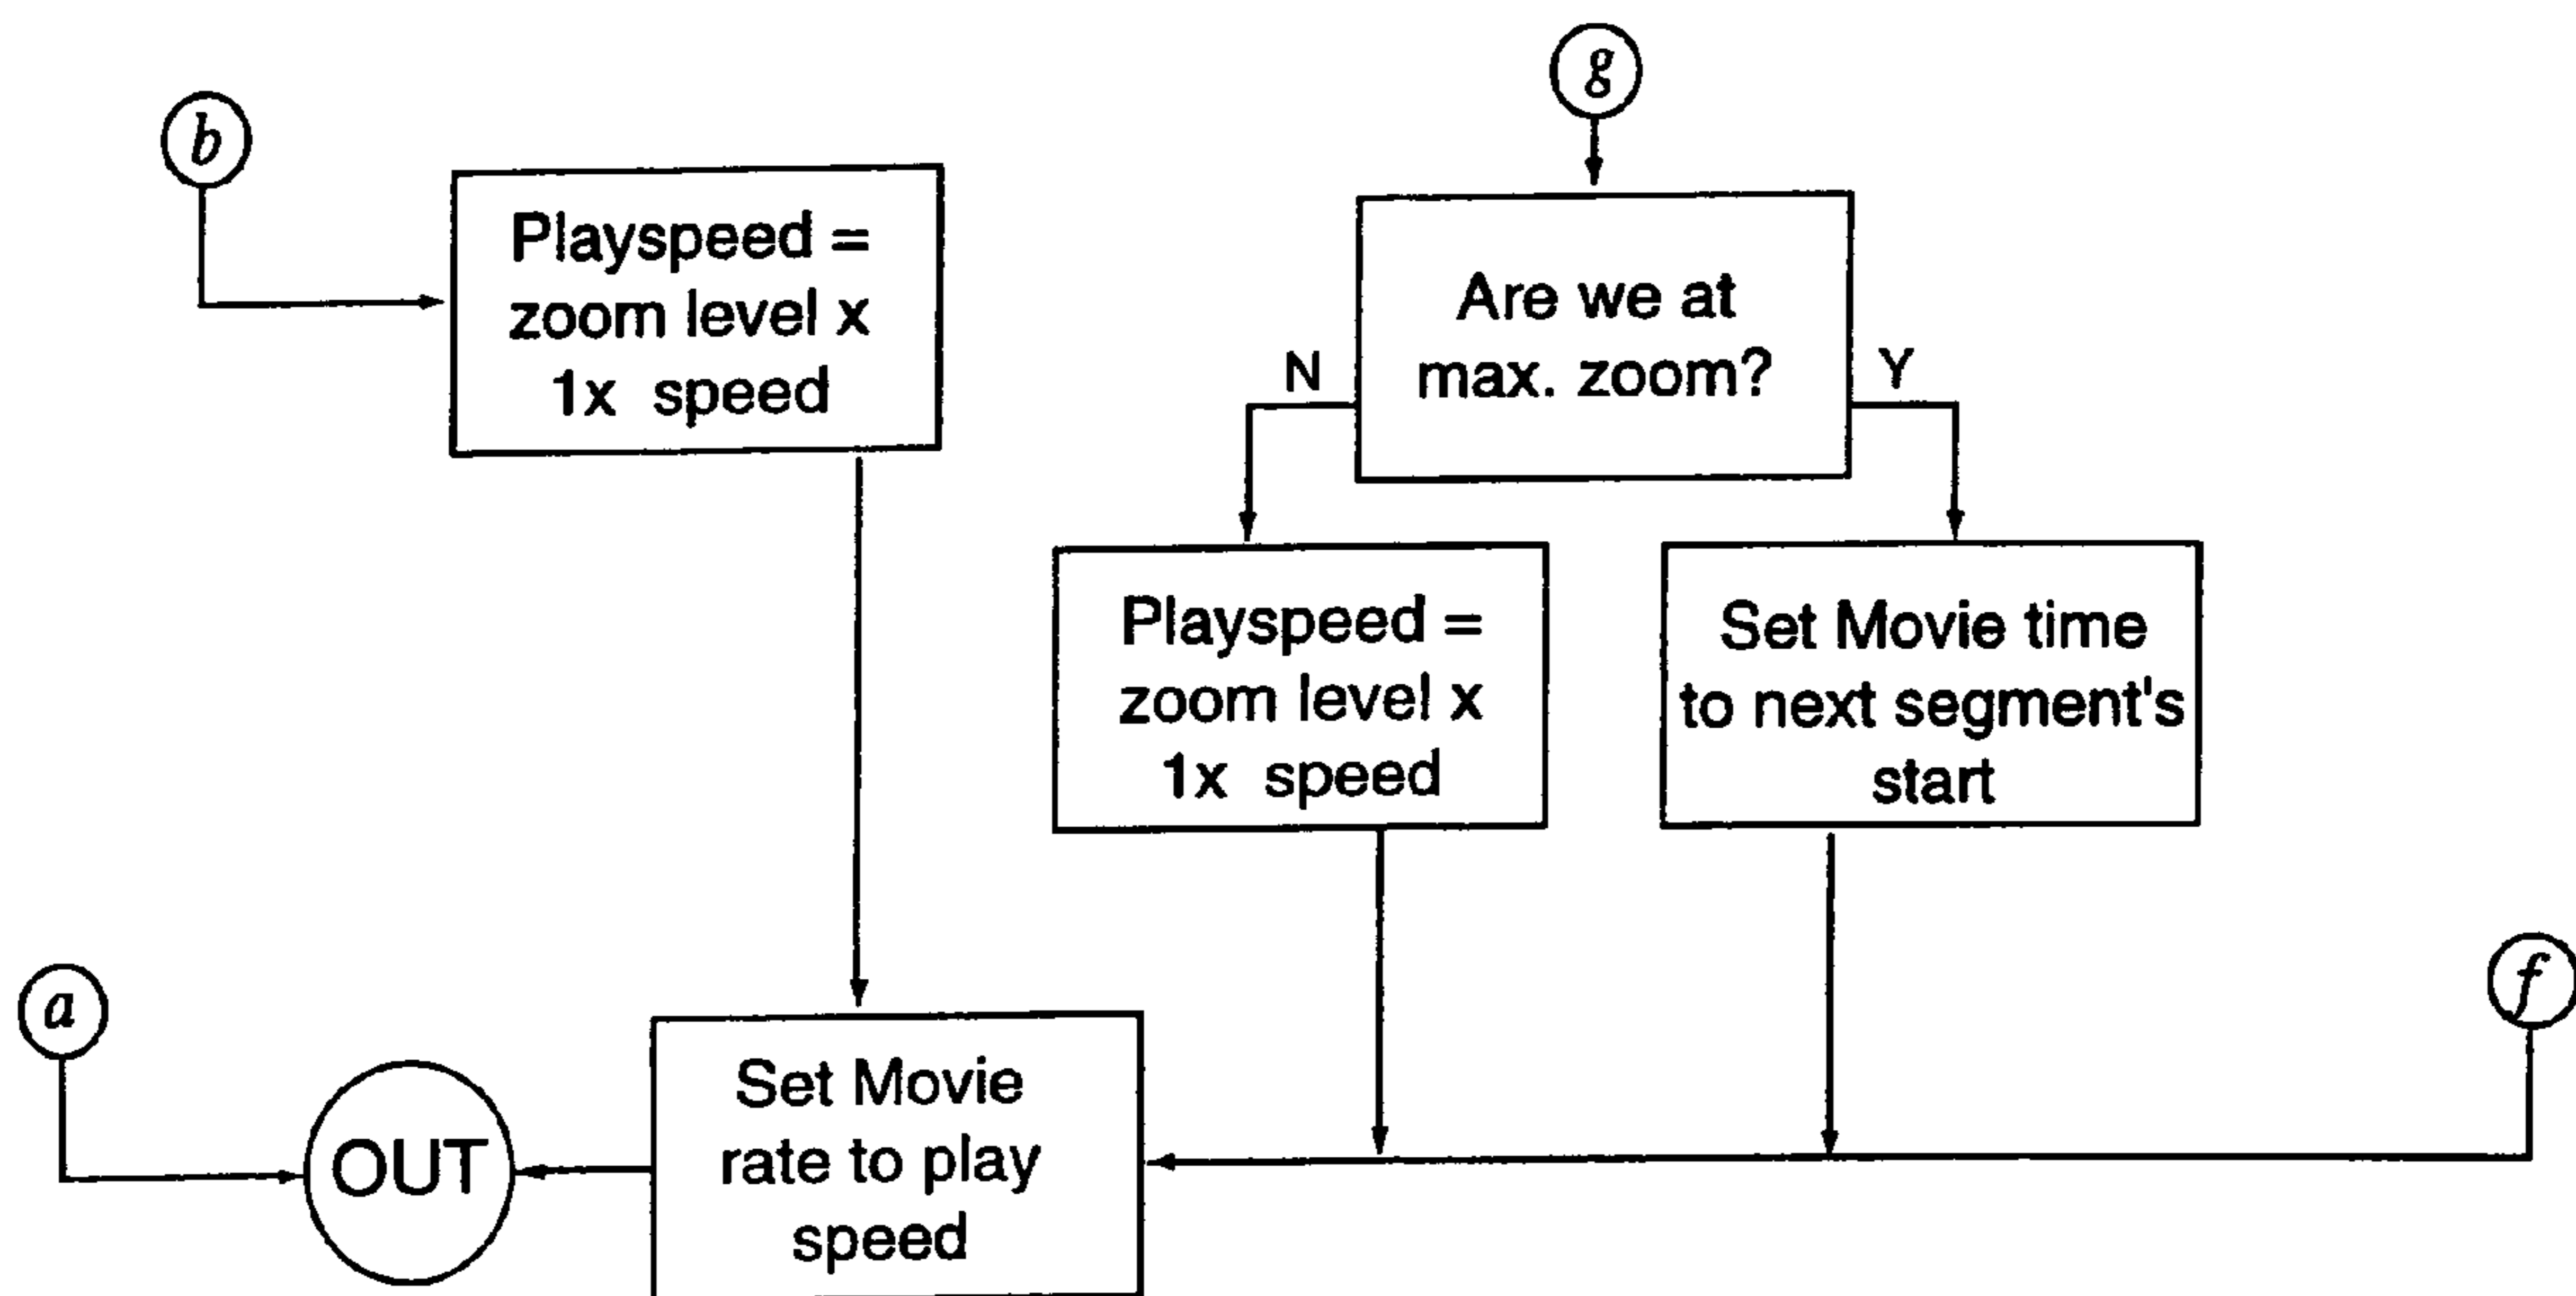 g
b
Playspeed =
zoom level x
1x speed
Are we at
max. zoom?
N
Y
Playspeed =
zoom level x
1x speed
Set Movie time
to next segment's
start
a
f
OUT
Set Movie
rate to play
speed